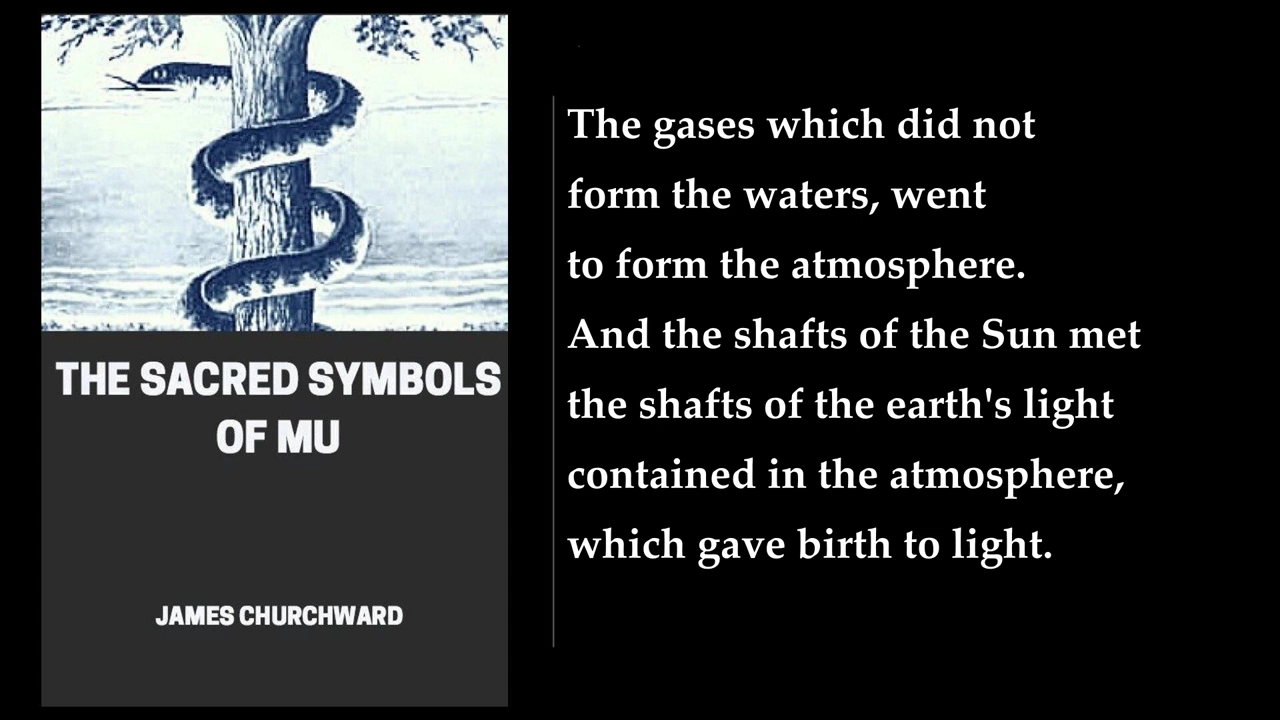 THE SACRED SYMBOLS
OF MU
JAMES CHURCHWARD
The gases which did not
form the waters, went
to form the atmosphere.
And the shafts of the Sun met
the shafts of the earth's light
contained in the atmosphere,
which gave birth to light.